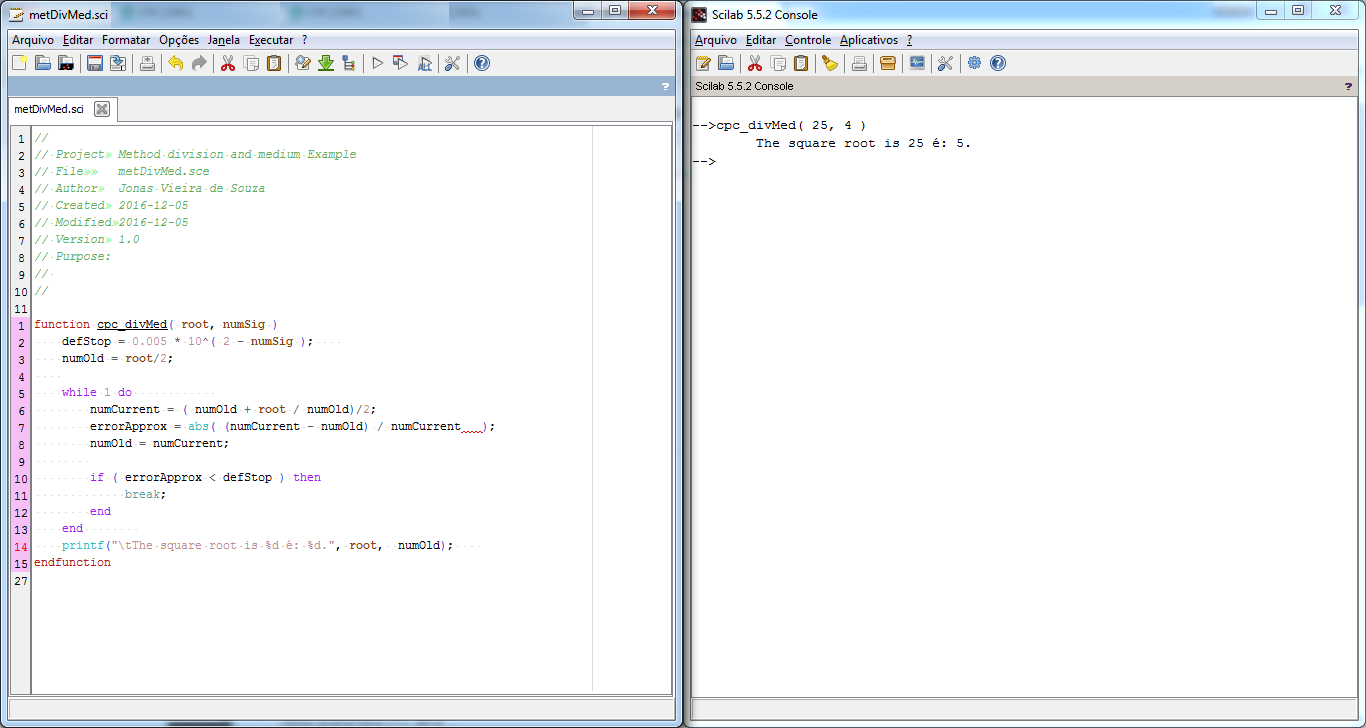 metDivMed.sci
Arquivo Editar Formatar Opções Janela Executar ?
?
metDivMed.sci
1 //
2 // Project» Method division and medium Example
3 // File»» metDivMed.sce
4 // Author» Jonas Vieira de Souza
5 // Created» 2016-12-05
6 // Modified»2016-12-05
7 // Version» 1.0
8 // Purpose:
9 //
10 //
11
1 function cpc_divMed( root, numSig )
2 defStop = 0.005 * 10^( 2 - numSig );
3 numOld = root/2;
4
5 while 1 do
6 numCurrent = ( numOld + root / numOld)/2;
7 errorApprox = abs( (numCurrent - numOld) / numCurrent );
8 numOld = numCurrent;
9
10 if ( errorApprox < defStop ) then
11 break;
12 end
13 end
14 printf("\tThe square root is %d é: %d.", root, numOld);
15 endfunction
27
Scilab 5.5.2 Console
Arquivo Editar Controle Aplicativos ?
Scilab 5.5.2 Console ?
-->cpc_divMed( 25, 4 )
The square root is 25 é: 5.
-->